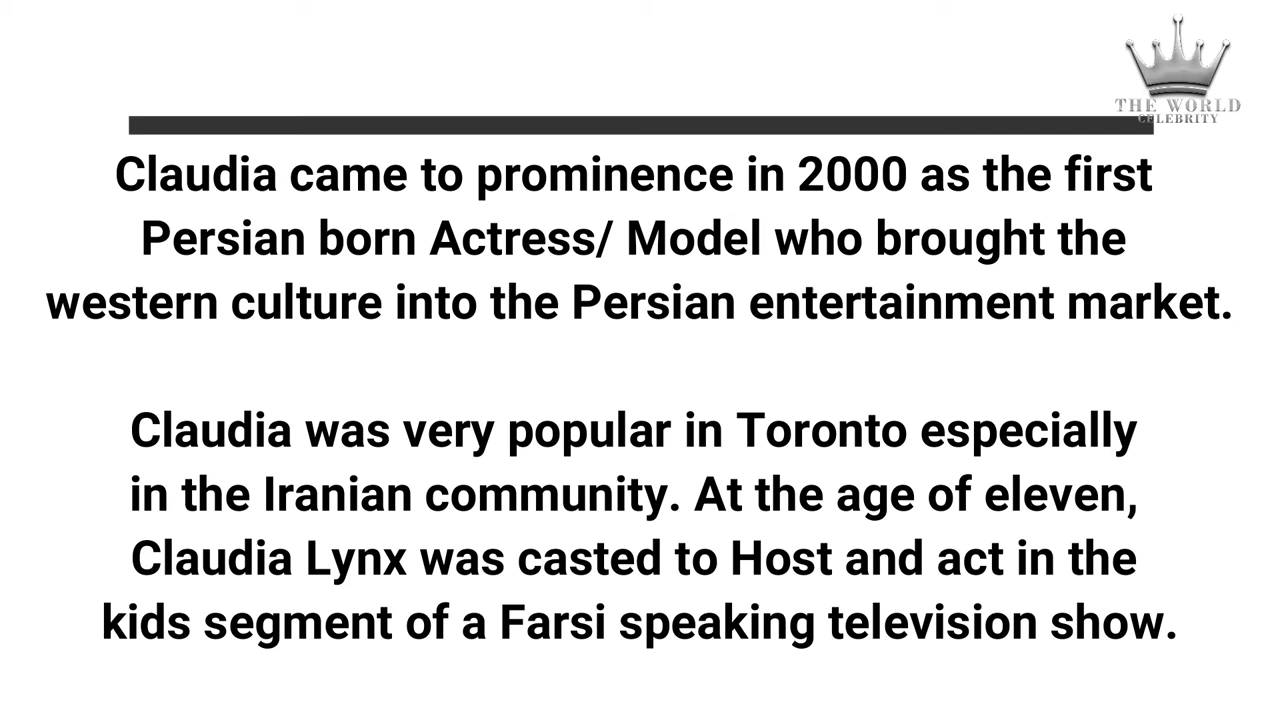 THE WORLD
CELEBRITY
Claudia came to prominence in 2000 as the first
Persian born Actress/ Model who brought the
western culture into the Persian entertainment market.
Claudia was very popular in Toronto especially
in the Iranian community. At the age of eleven,
Claudia Lynx was casted to Host and act in the
kids segment of a Farsi speaking television show.